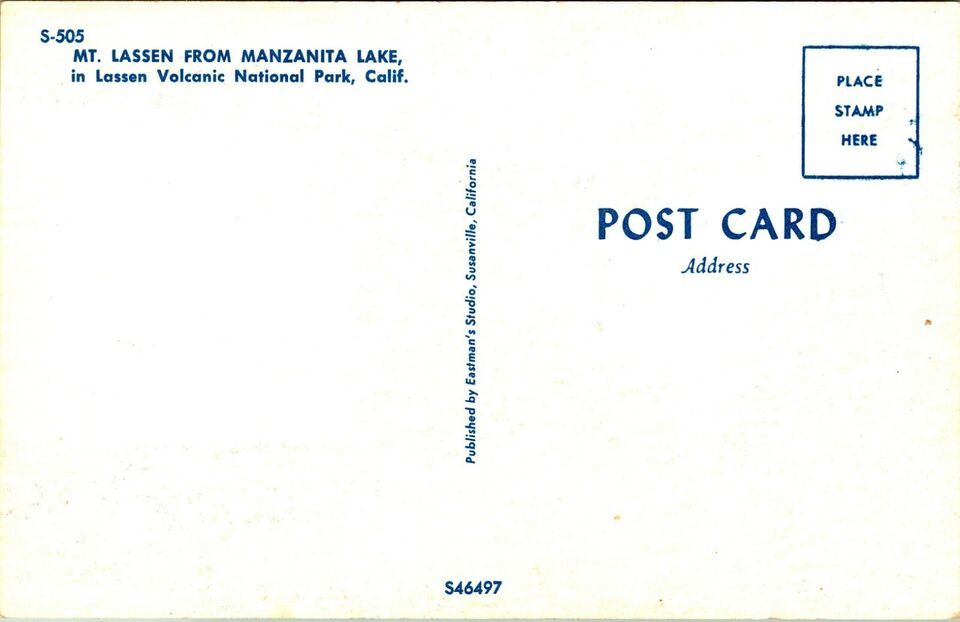 S-505
MT. LASSEN FROM MANZANITA LAKE,
in Lassen Volcanic National Park, Calif.
PLACE
STAMP
HERE
POST CARD
Address
Published by Eastman's Studio, Susanville, California
S46497